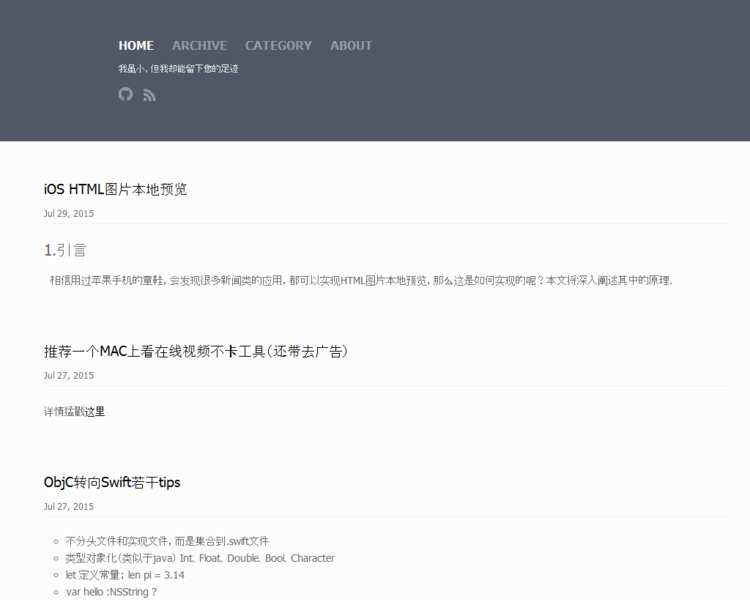 HOME ARCHIVE CATEGORY ABOUT
我虽小, 但我却能留下您的足迹
iOS HTML图片本地预览
Jul 29, 2015
1.引言
相信用过苹果手机的童鞋, 会发现很多新闻类的应用, 都可以实现HTML图片本地预览, 那么这是如何实现的呢？本文将深入阐述其中的原理.
推荐一个MAC上看在线视频不卡工具(还带去广告)
Jul 27, 2015
详情猛戳这里
ObjC转向Swift若干tips
Jul 27, 2015
不分头文件和实现文件, 而是集合到.swift文件
类型对象化(类似于java) Int. Float. Double. Bool. Character
let 定义常量; len pi = 3.14
var hello :NSString ?